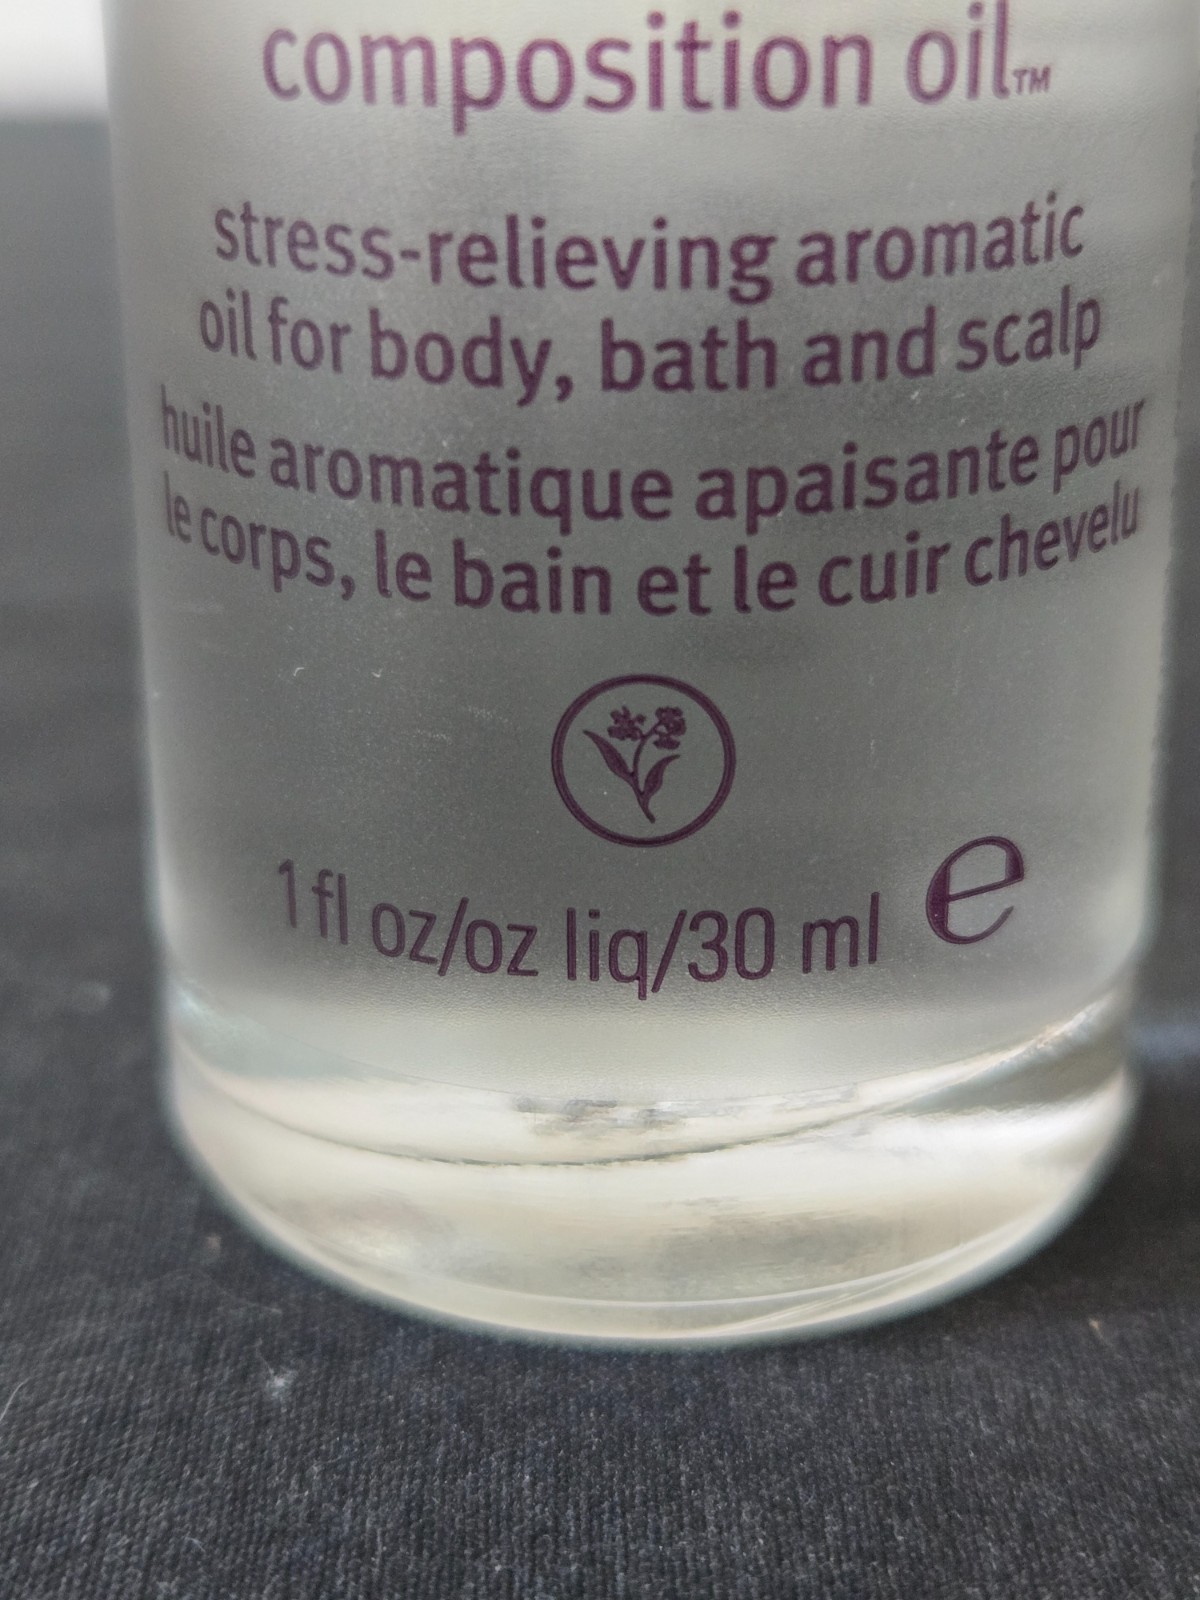 composition oil™
stress-relieving aromatic
oil for body, bath and scalp
huile aromatique apaisante pour
le corps, le bain et le cuir chevelu
1 fl oz/oz liq/30 ml ℮